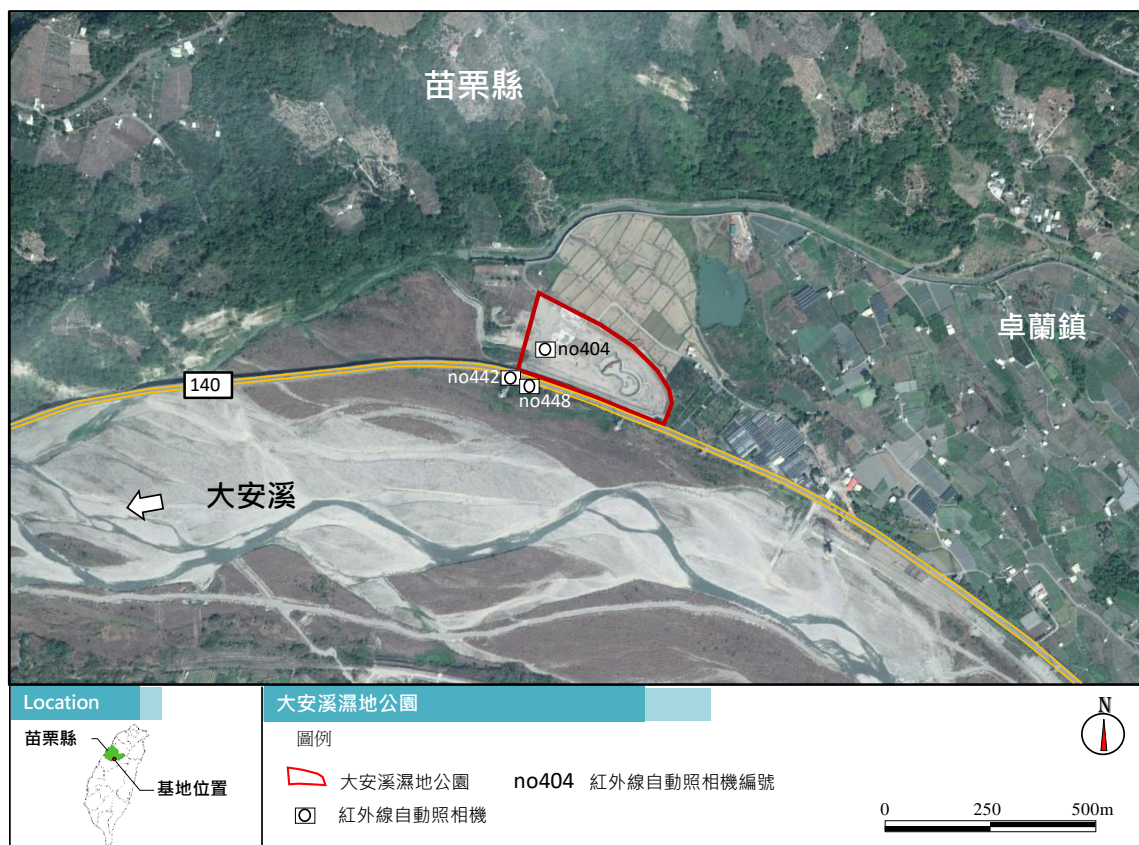 苗栗縣
卓蘭鎮
no404
no442
no448
140
大安溪
Location
苗栗縣
基地位置
大安溪濕地公園
圖例
大安溪濕地公園
no404 紅外線自動照相機編號
紅外線自動照相機
N
0 250 500m